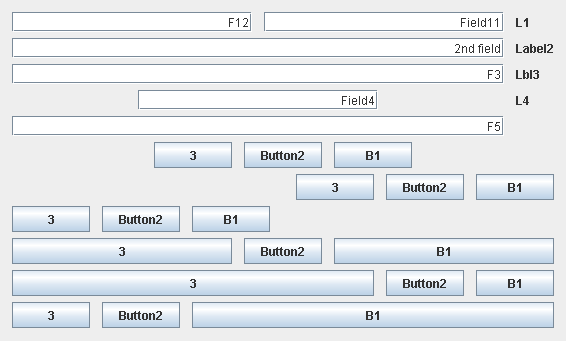 F12 Field11 L1
2nd field Label2
F3 Lbl3
Field4 L4
F5
3 Button2 B1
3 Button2 B1
3 Button2 B1
3 Button2 B1
3 Button2 B1
3 Button2 B1